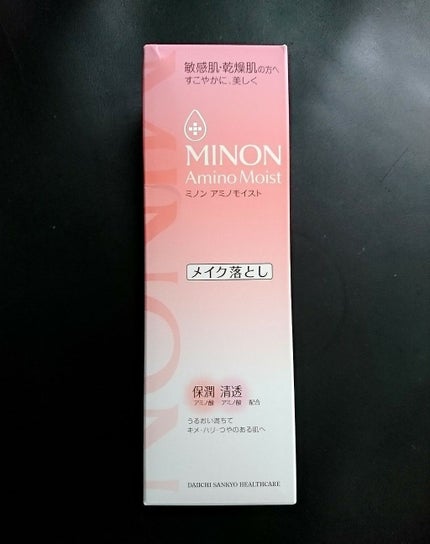 敏感肌・乾燥肌の方へ
すこやかに、美しく
MINON
Amino Moist
ミノン アミノモイスト
メイク落とし
保潤 清透
アミノ酸 アミノ酸 配合
うるおい満ちて
キメ・ハリ・つやのある肌へ
DAIICHI SANKYO HEALTHCARE
MINON